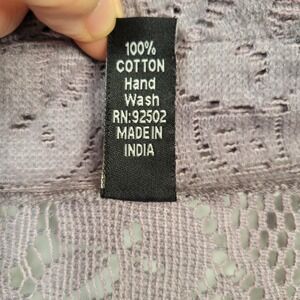 100%
COTTON
Hand
Wash
RN:92502
MADE IN
INDIA